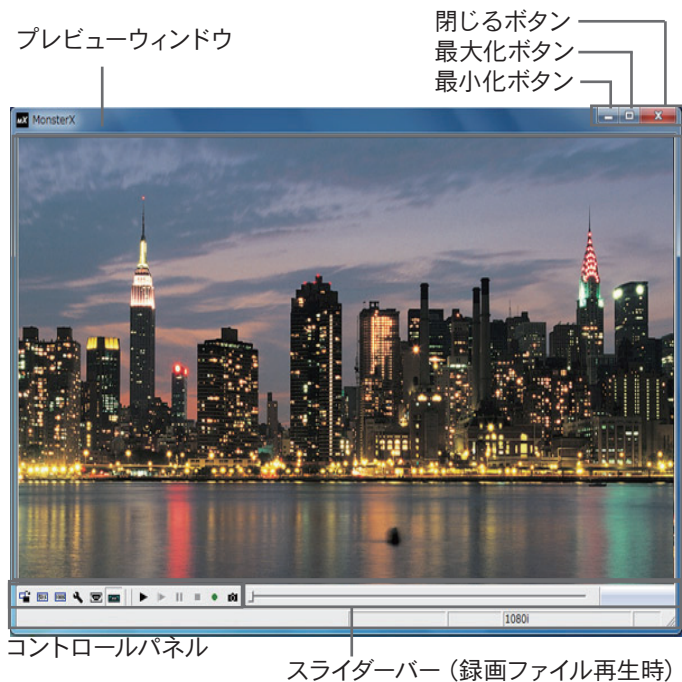 プレビューウィンドウ
閉じるボタン
最大化ボタン
最小化ボタン
MX MonsterX
1080i
コントロールパネル
スライダーバー（録画ファイル再生時）